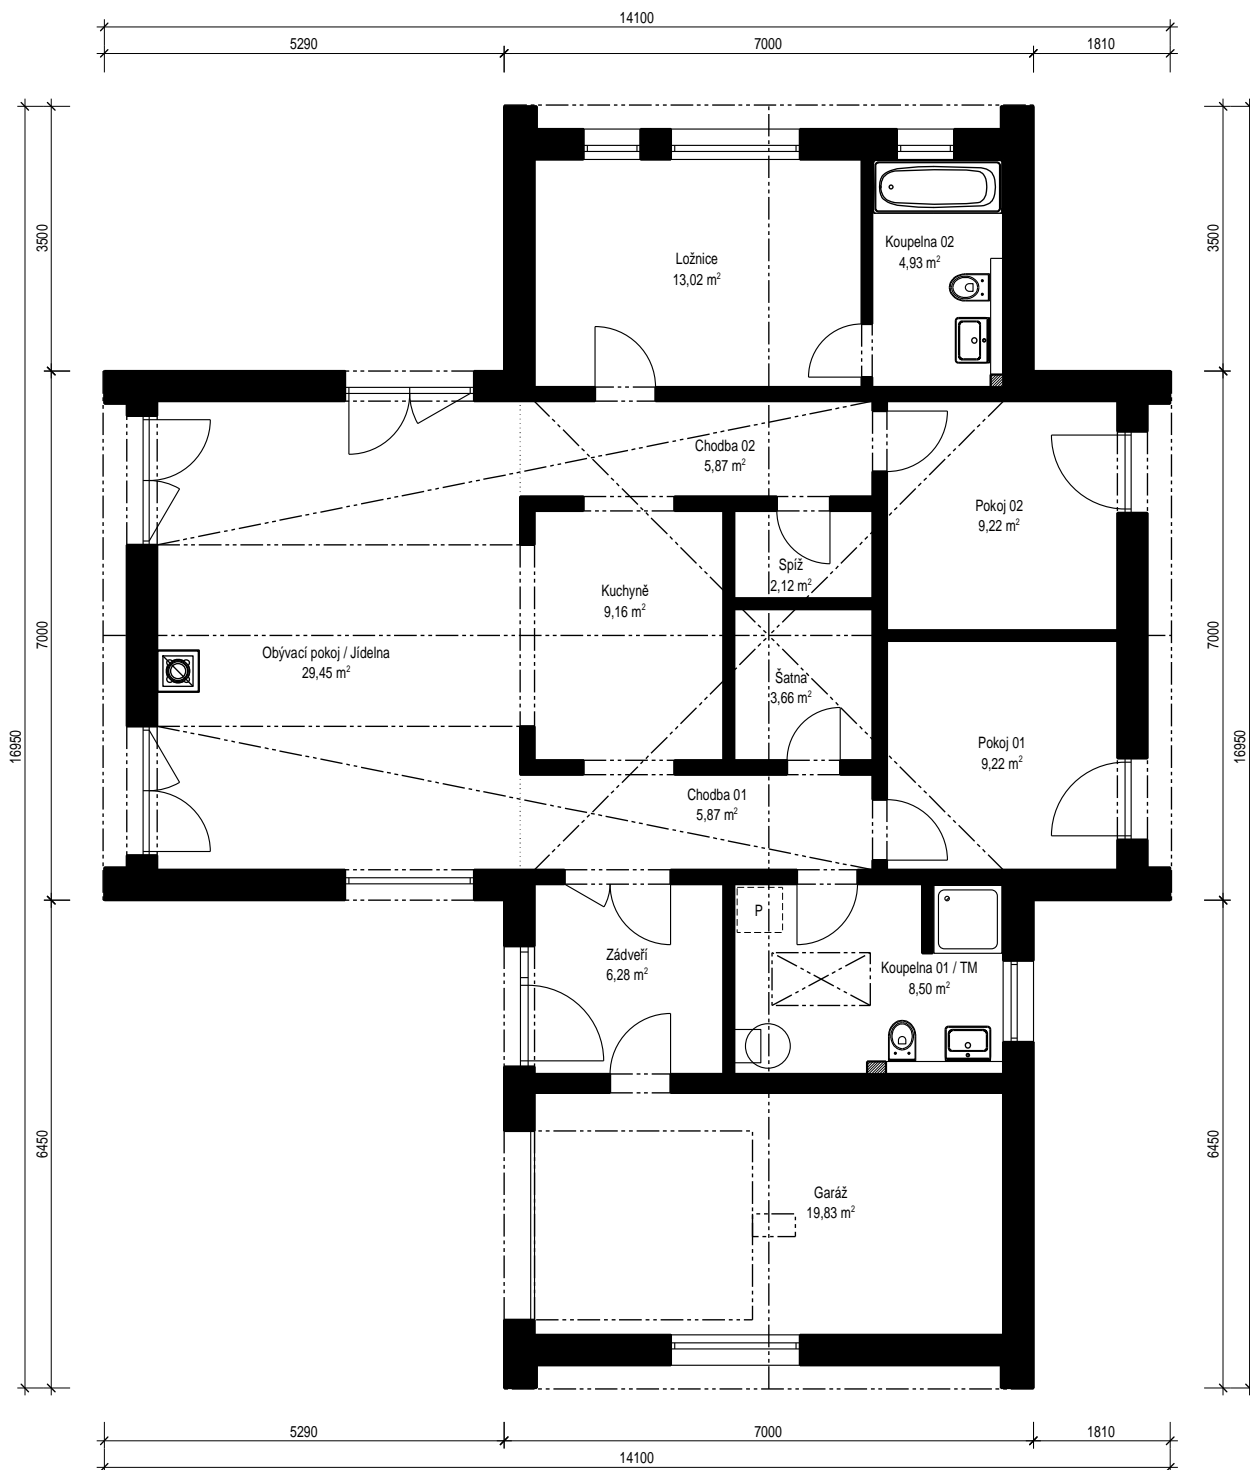 14100
5290 7000 1810
3500 3500
Koupelna 02
4,93 m²
Ložnice
13,02 m²
Chodba 02
5,87 m²
Pokoj 02
9,22 m²
Spíž
2,12 m²
Kuchyně
9,16 m²
7000 7000
Obývací pokoj / Jídelna
29,45 m²
Šatna
3,66 m²
16950 16950
Pokoj 01
9,22 m²
Chodba 01
5,87 m²
P
Zádveří
6,28 m²
Koupelna 01 / TM
8,50 m²
6450 6450
Garáž
19,83 m²
5290 7000 1810
14100